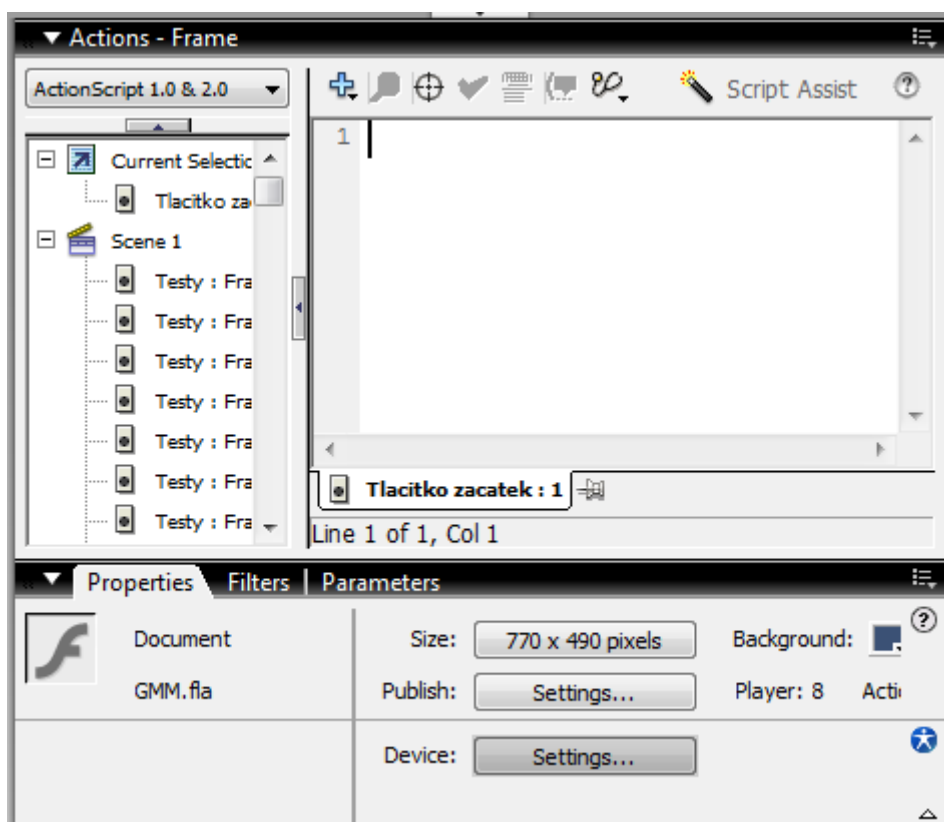 Actions - Frame
ActionScript 1.0 & 2.0
Script Assist
1
Current Selectic
Tlacitko za
Scene 1
Testy : Fra
Testy : Fra
Testy : Fra
Testy : Fra
Testy : Fra
Testy : Fra
Testy : Fra
Tlacitko zacatek : 1
Line 1 of 1, Col 1
Properties Filters Parameters
Document Size: 770 x 490 pixels Background:
GMM.fla Publish: Settings... Player: 8 Acti
Device: Settings...